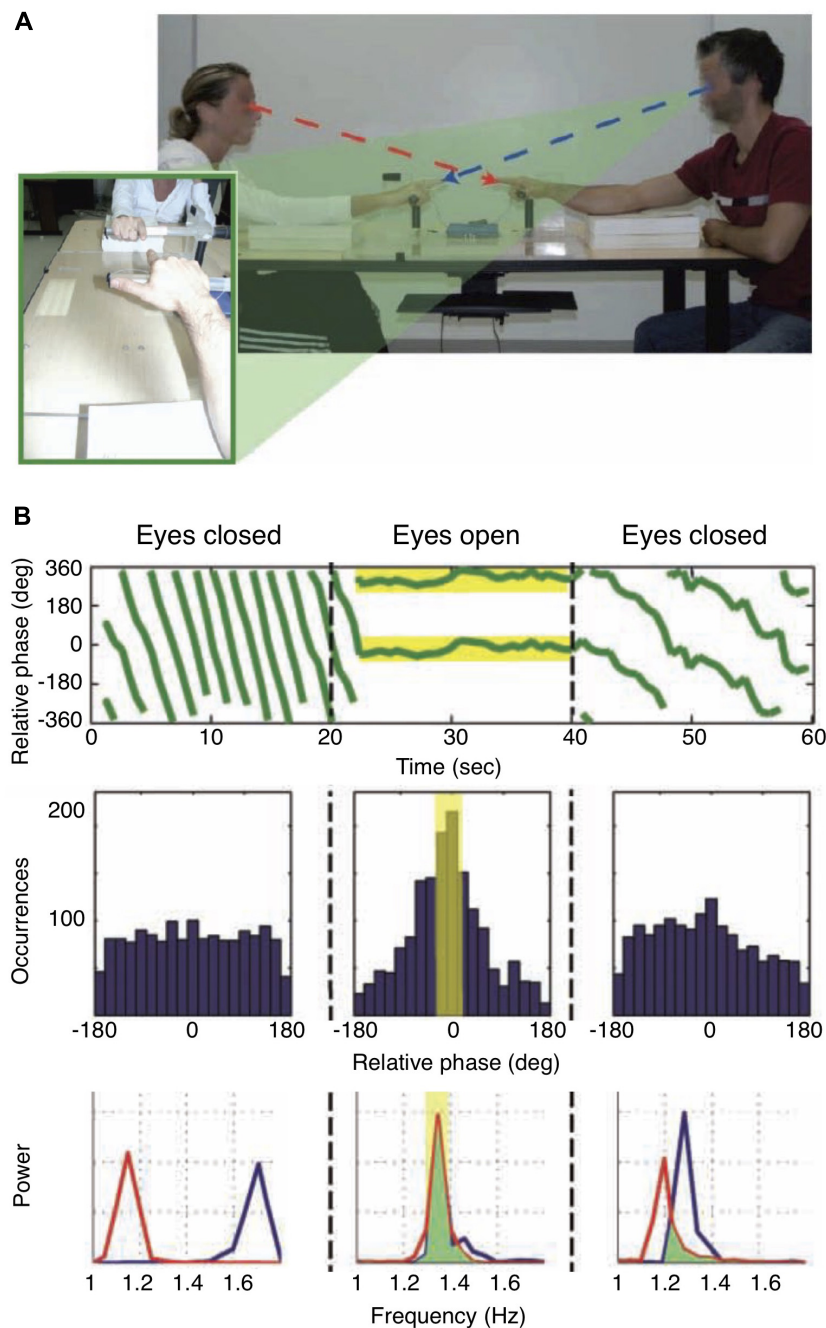 A
B
Eyes closed Eyes open Eyes closed
Relative phase (deg)
360
180
0
-180
-360
0 10 20 30 40 50 60
Time (sec)
Occurrences
200
100
-180 0 180 -180 0 180 -180 0 180
Relative phase (deg)
Power
1 1.2 1.4 1.6 1 1.2 1.4 1.6 1 1.2 1.4 1.6
Frequency (Hz)